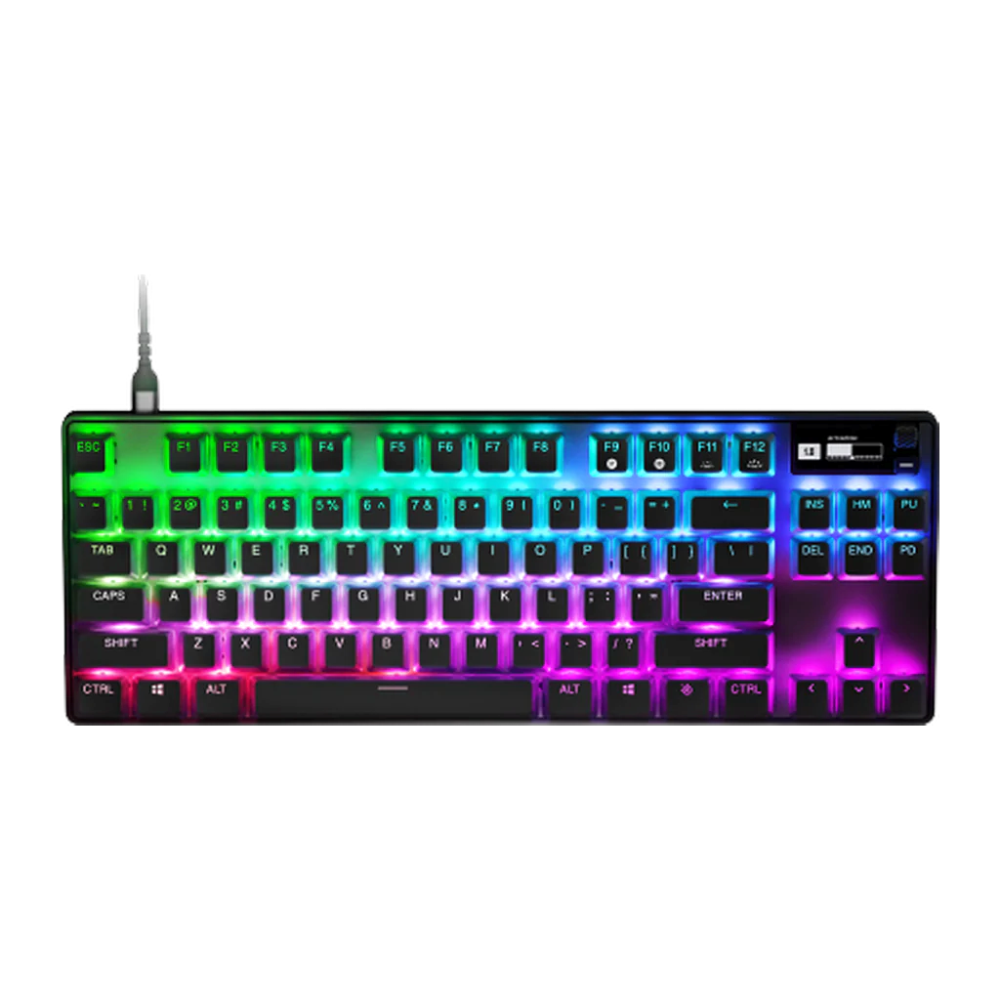 ESC F1 F2 F3 F4 F5 F6 F7 F8 F9 F10 F11 F12
1 ! 2 @ 3 # 4 $ 5 % 6 ^ 7 & 8 * 9 ( 0 ) - _ = + ← INS HM PU
TAB Q W E R T Y U I O P [ { ] } \ | DEL END PD
CAPS A S D F G H J K L ; : ENTER
SHIFT Z X C V B N M , < . > / ? SHIFT ^
CTRL ALT ALT CTRL < ⌄ >